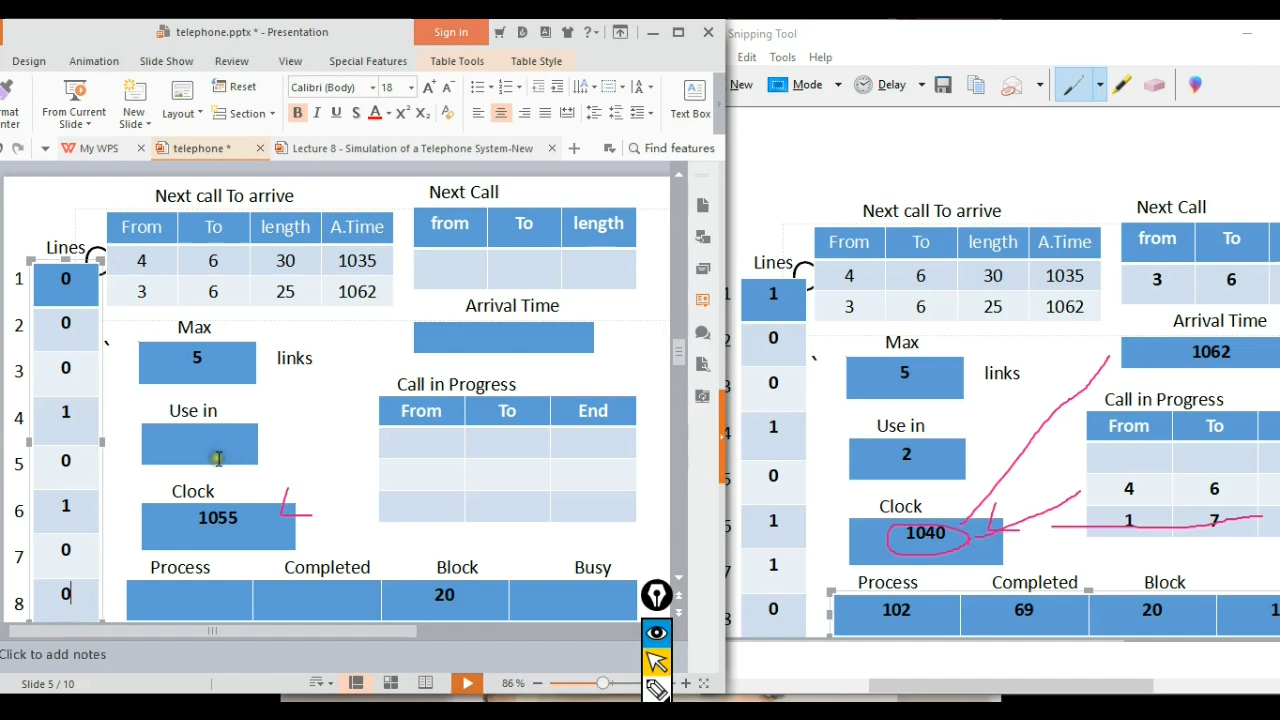 telephone.pptx * - Presentation
Sign in
Design Animation Slide Show Review View Special Features Table Tools Table Style
Calibri (Body) 18
Reset
From Current Slide
New Slide
Layout
Section
B I U S A X² X₂
Text Box
My WPS
telephone *
Lecture 8 - Simulation of a Telephone System-New
Find features
Next call To arrive
From To length A.Time
4 6 30 1035
3 6 25 1062
Next Call
from To length
Arrival Time
Lines
1 0
2 0
3 0
4 1
5 0
6 1
7 0
8 0
Max
5 links
Use in
Clock
1055
Call in Progress
From To End
Process Completed Block Busy
20
Click to add notes
Slide 5 / 10
86 %
Snipping Tool
Edit Tools Help
New Mode Delay
Next call To arrive
From To length A.Time
4 6 30 1035
3 6 25 1062
Next Call
from To
3 6
Arrival Time
1062
Lines
1
0
0
1
0
1
1
0
Max
5 links
Use in
2
Clock
1040
Call in Progress
From To
4 6
1 7
Process Completed Block
102 69 20